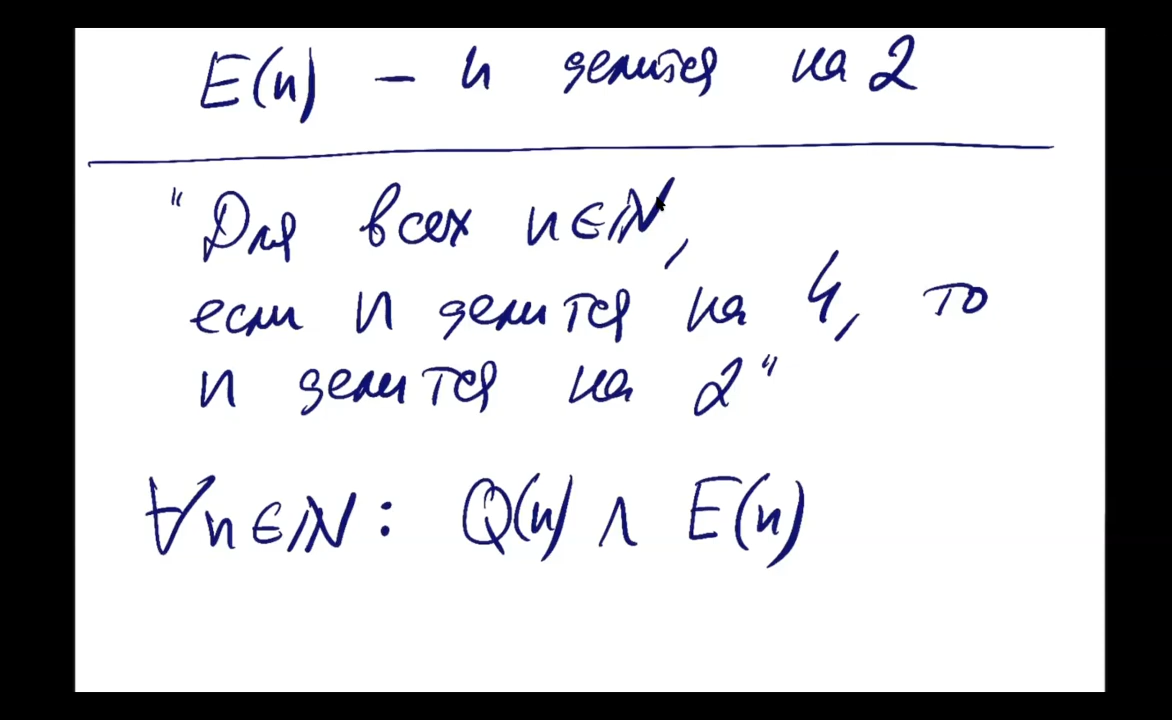 E(n) – n делится на 2
"Для всех n∈ℕ,
если n делится на 4, то
n делится на 2"
∀n∈ℕ: Q(n) ∧ E(n)